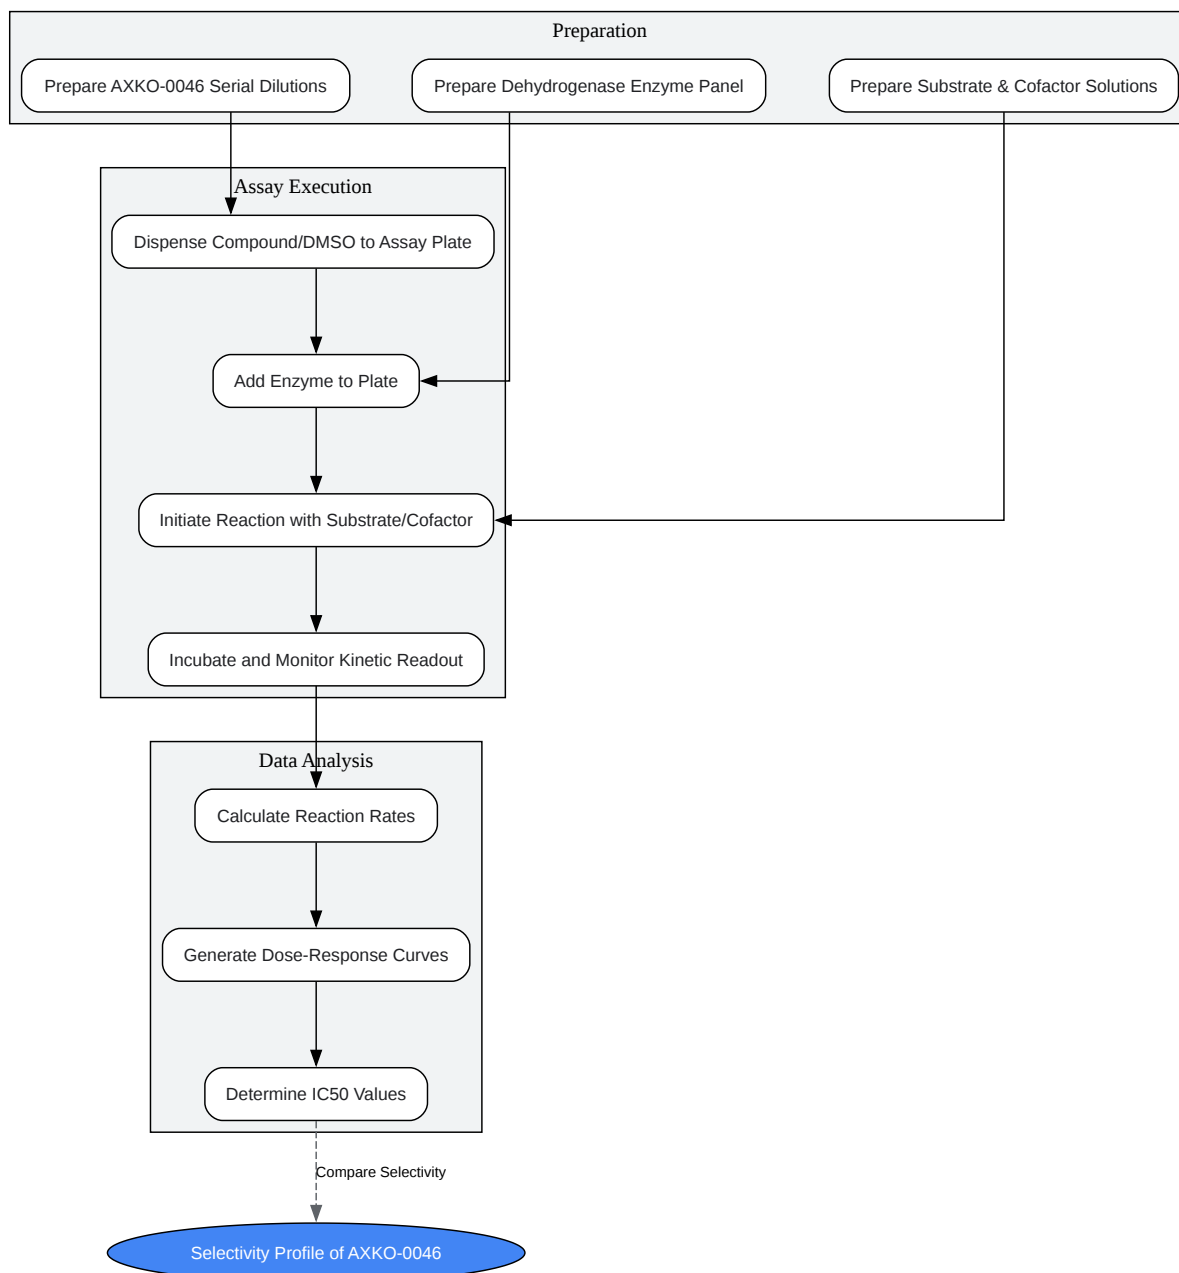 Preparation
Prepare AXKO-0046 Serial Dilutions
Prepare Dehydrogenase Enzyme Panel
Prepare Substrate & Cofactor Solutions
Assay Execution
Dispense Compound/DMSO to Assay Plate
Add Enzyme to Plate
Initiate Reaction with Substrate/Cofactor
Incubate and Monitor Kinetic Readout
Data Analysis
Calculate Reaction Rates
Generate Dose-Response Curves
Determine IC50 Values
Compare Selectivity
Selectivity Profile of AXKO-0046